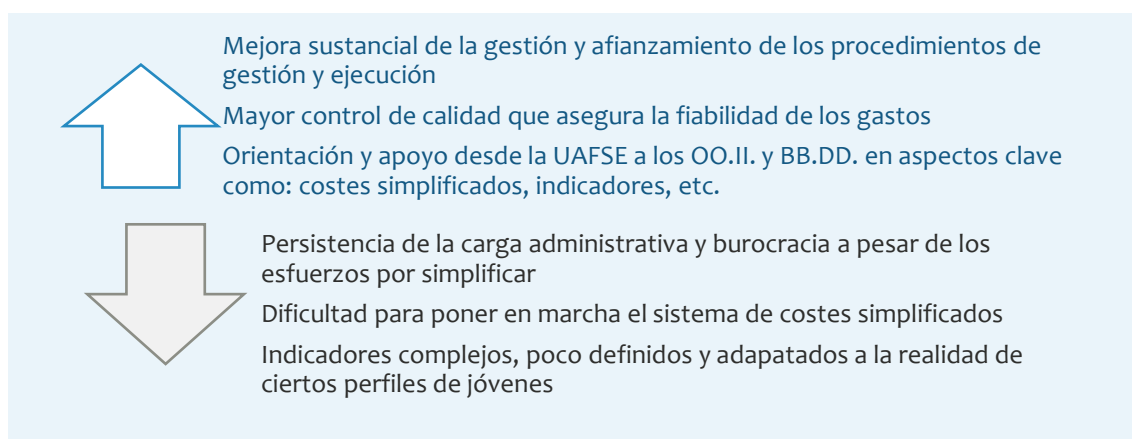 Mejora sustancial de la gestión y afianzamiento de los procedimientos de
gestión y ejecución
Mayor control de calidad que asegura la fiabilidad de los gastos
Orientación y apoyo desde la UAFSE a los OO.II. y BB.DD. en aspectos clave
como: costes simplificados, indicadores, etc.
Persistencia de la carga administrativa y burocracia a pesar de los
esfuerzos por simplificar
Dificultad para poner en marcha el sistema de costes simplificados
Indicadores complejos, poco definidos y adapatados a la realidad de
ciertos perfiles de jóvenes